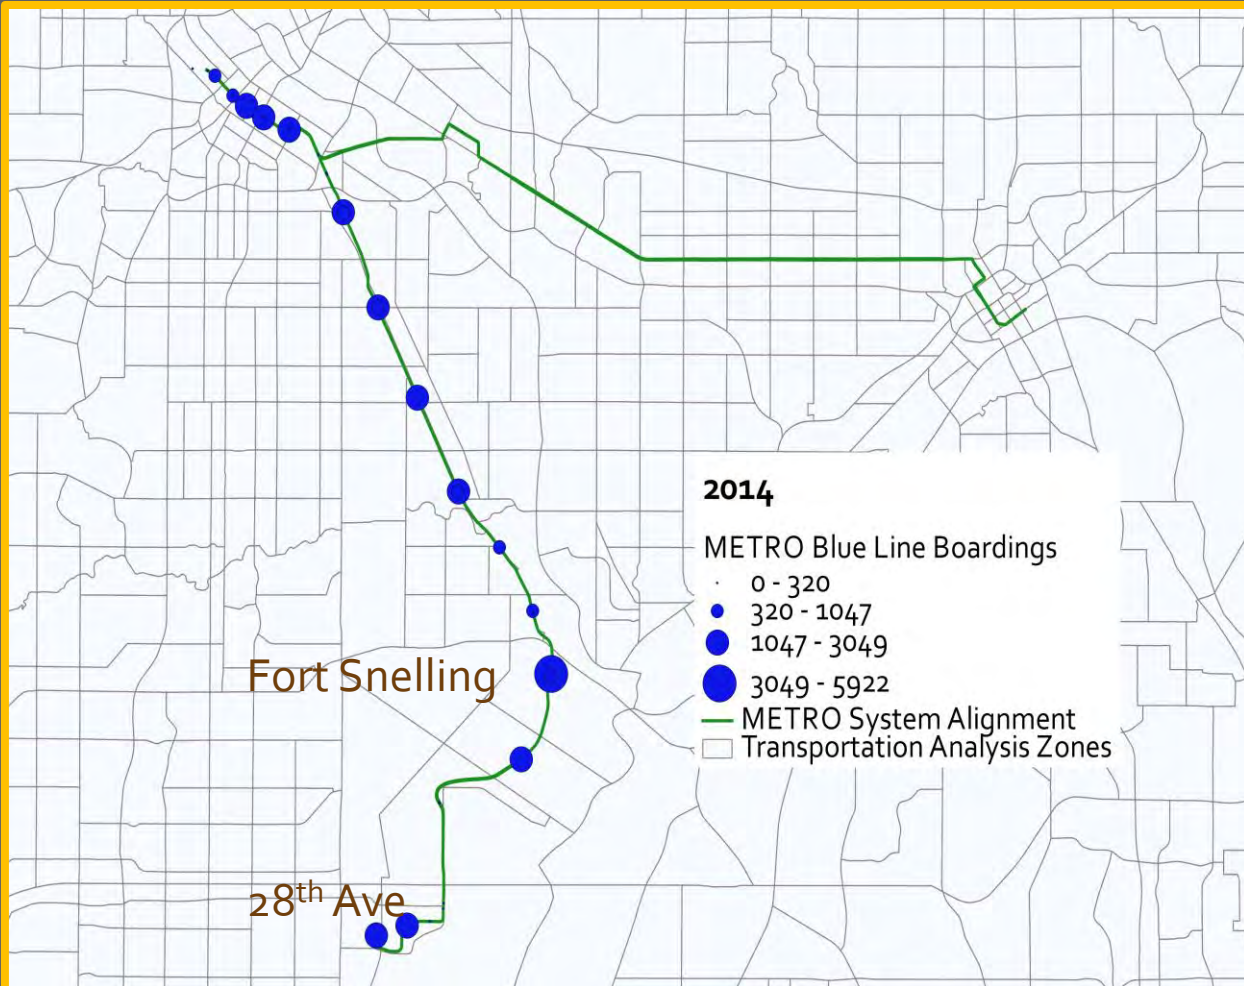 2014
METRO Blue Line Boardings
0 - 320
320 - 1047
1047 - 3049
3049 - 5922
METRO System Alignment
Transportation Analysis Zones
Fort Snelling
28th Ave